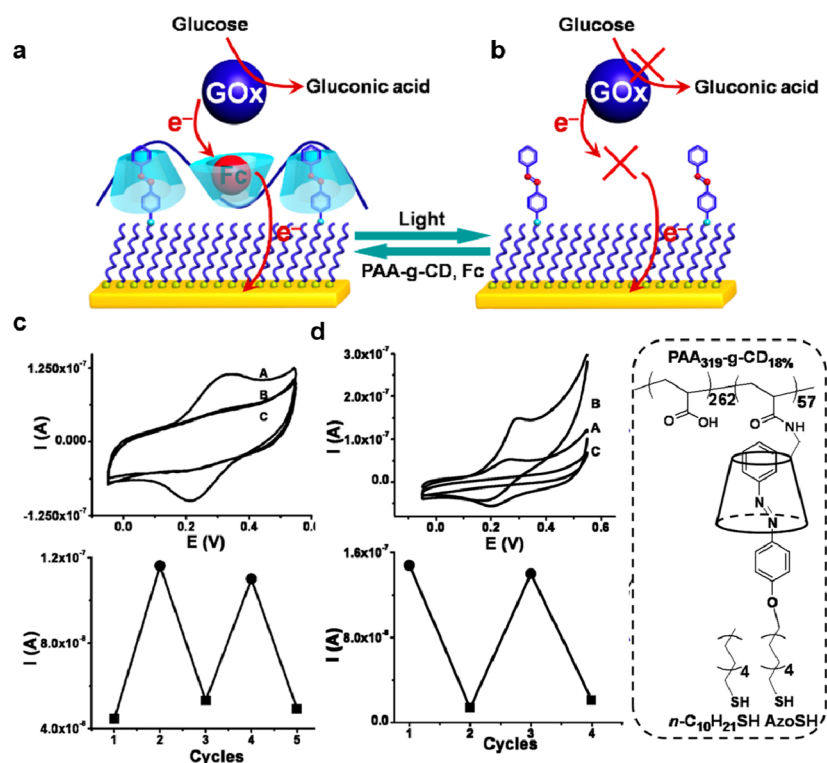 a
Glucose
GOx
Gluconic acid
e⁻
Fc
e⁻
Light
PAA-g-CD, Fc
b
Glucose
GOx
Gluconic acid
e⁻
c
I (A)
1.250x10⁻⁷
0.000
-1.250x10⁻⁷
A
B
C
0.0 0.2 0.4 0.
E (V)
I (A)
1.2x10⁻⁷
8.0x10⁻⁸
4.0x10⁻⁸
1 2 3 4 5
Cycles
d
I (A)
3.0x10⁻⁷
2.0x10⁻⁷
1.0x10⁻⁷
0.0
B
A
C
0.0 0.2 0.4 0.6
E (V)
I (A)
1.6x10⁻⁷
8.0x10⁻⁸
0.0
1 2 3 4
Cycles
PAA₃₁₉-g-CD₁₈%
262 57
O OH O NH
N
N
O
4 4
SH SH
n-C₁₀H₂₁SH AzoSH